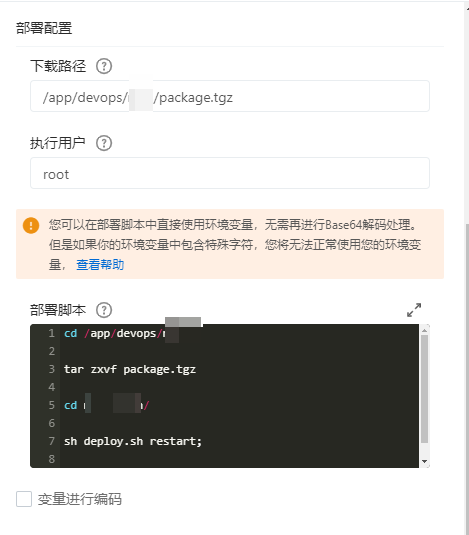 部署配置
下载路径 ?
/app/devops/ /package.tgz
执行用户 ?
root
! 您可以在部署脚本中直接使用环境变量，无需再进行Base64解码处理。
但是如果你的环境变量中包含特殊字符，您将无法正常使用您的环境变
量， 查看帮助
部署脚本 ?
1 cd /app/devops/
2
3 tar zxvf package.tgz
4
5 cd /
6
7 sh deploy.sh restart;
8
变量进行编码